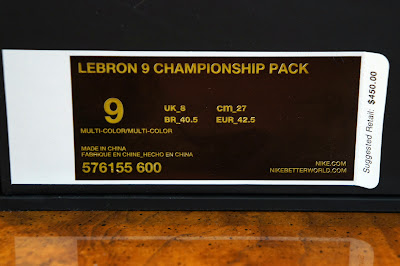 LEBRON 9 CHAMPIONSHIP PACK
9 UK_8 Cm_27
BR_40.5 EUR_42.5
MULTI-COLOR/MULTI-COLOR
MADE IN CHINA
FABRIQUÉ EN CHINE_HECHO EN CHINA
576155 600
NIKE.COM
NIKEBETTERWORLD.COM
Suggested Retail: $450.00